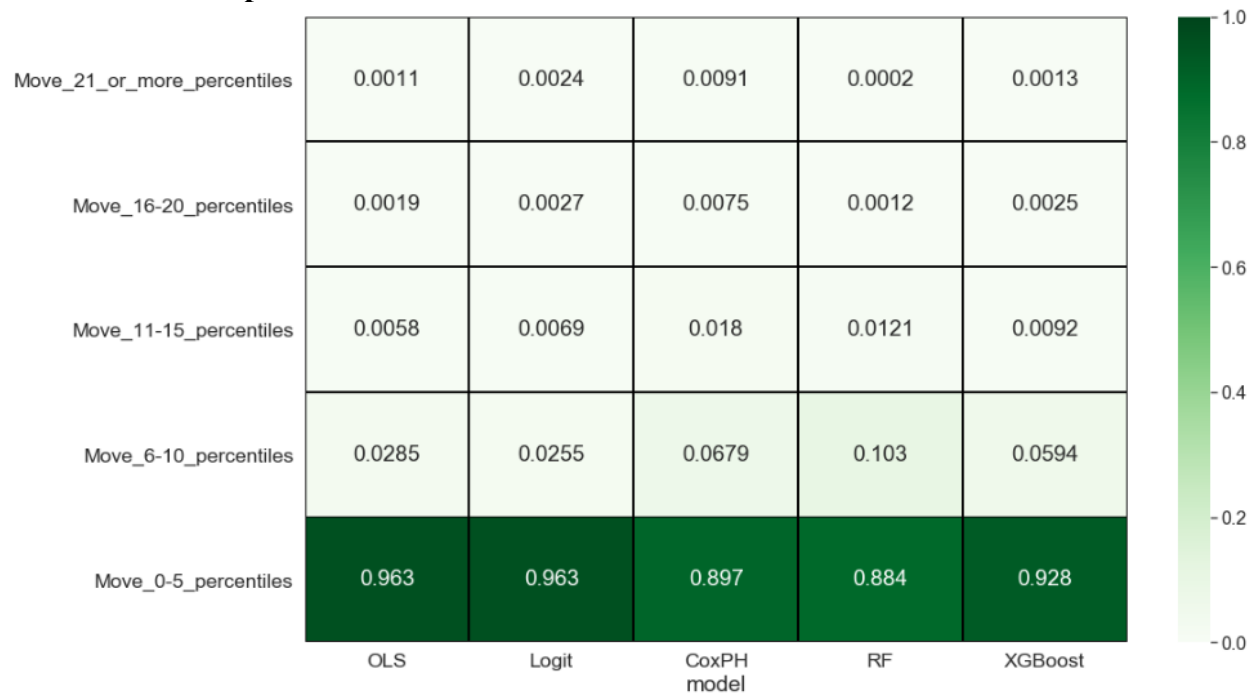 Move_21_or_more_percentiles 0.0011 0.0024 0.0091 0.0002 0.0013
Move_16-20_percentiles 0.0019 0.0027 0.0075 0.0012 0.0025
Move_11-15_percentiles 0.0058 0.0069 0.018 0.0121 0.0092
Move_6-10_percentiles 0.0285 0.0255 0.0679 0.103 0.0594
Move_0-5_percentiles 0.963 0.963 0.897 0.884 0.928
OLS Logit CoxPH RF XGBoost
model
1.0
0.8
0.6
0.4
0.2
0.0